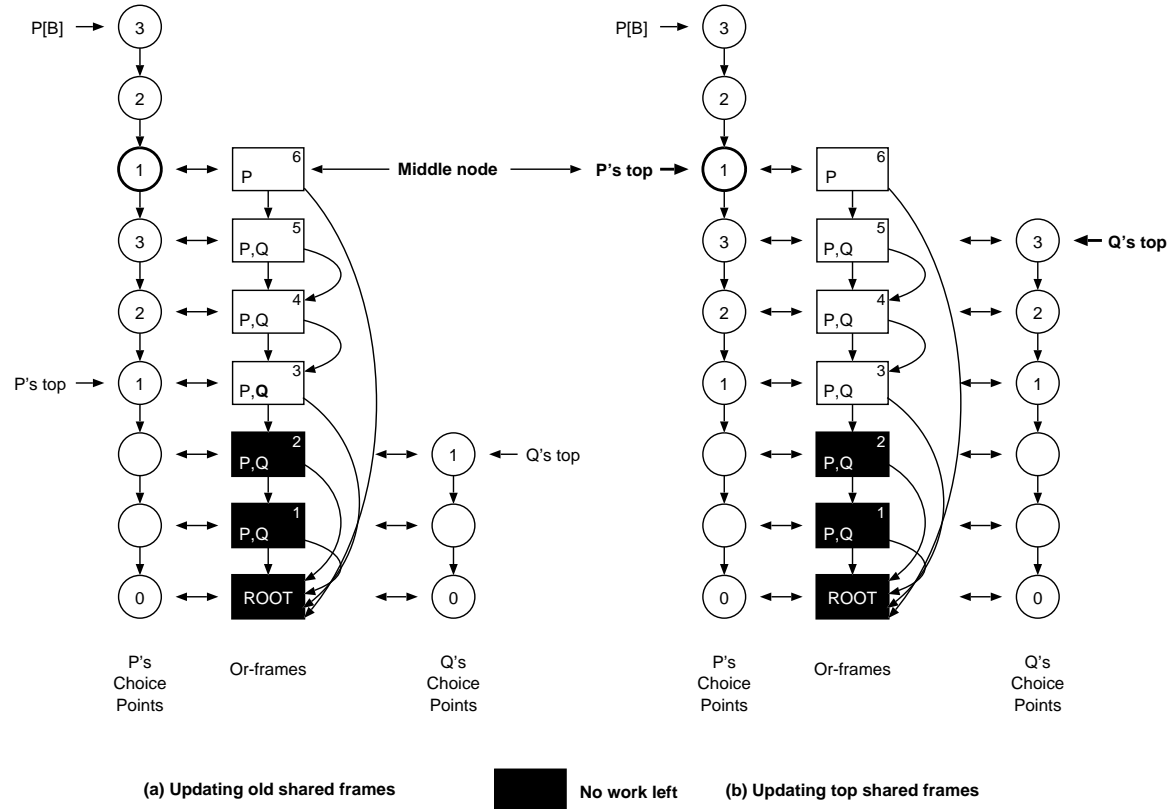 P[B]
3
P[B]
3
2
2
6
P
1
Middle node
P's top
1
6
P
5
P,Q
3
3
5
P,Q
3
Q's top
4
P,Q
2
2
4
P,Q
2
3
P,Q
P's top
1
1
3
P,Q
1
2
P,Q
1
Q's top
2
P,Q
1
P,Q
1
P,Q
0
ROOT
0
0
ROOT
0
P's
Choice
Points
Or-frames
Q's
Choice
Points
P's
Choice
Points
Or-frames
Q's
Choice
Points
(a) Updating old shared frames
No work left
(b) Updating top shared frames